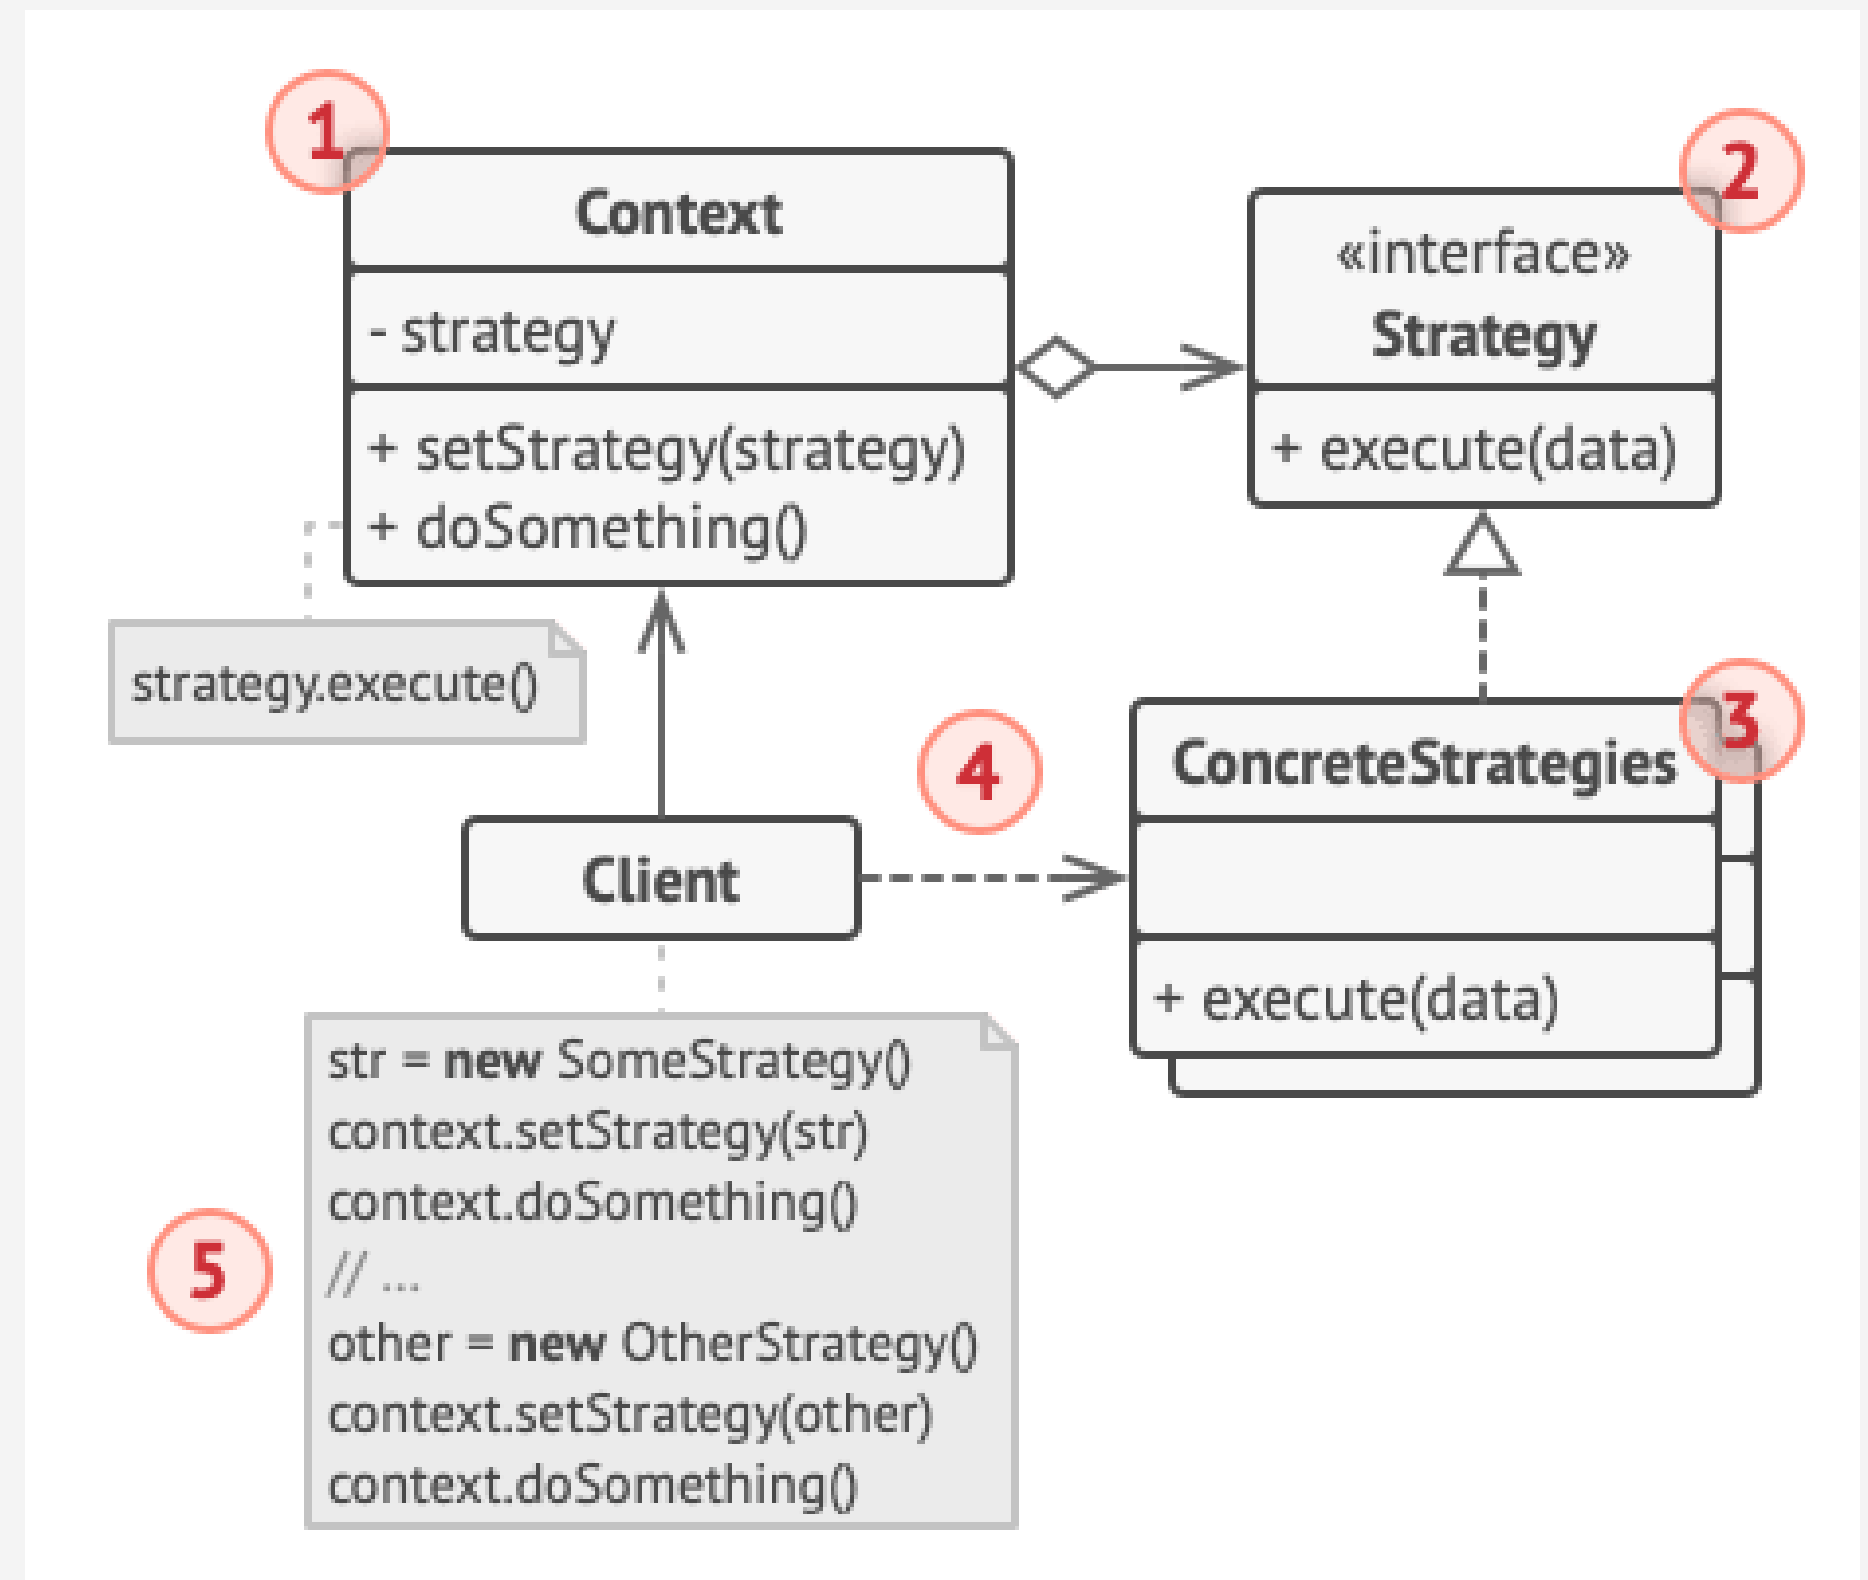 1
Context
- strategy
+ setStrategy(strategy)
+ doSomething()
2
«interface»
Strategy
+ execute(data)
strategy.execute()
3
ConcreteStrategies
+ execute(data)
4
Client
5
str = new SomeStrategy()
context.setStrategy(str)
context.doSomething()
// ...
other = new OtherStrategy()
context.setStrategy(other)
context.doSomething()